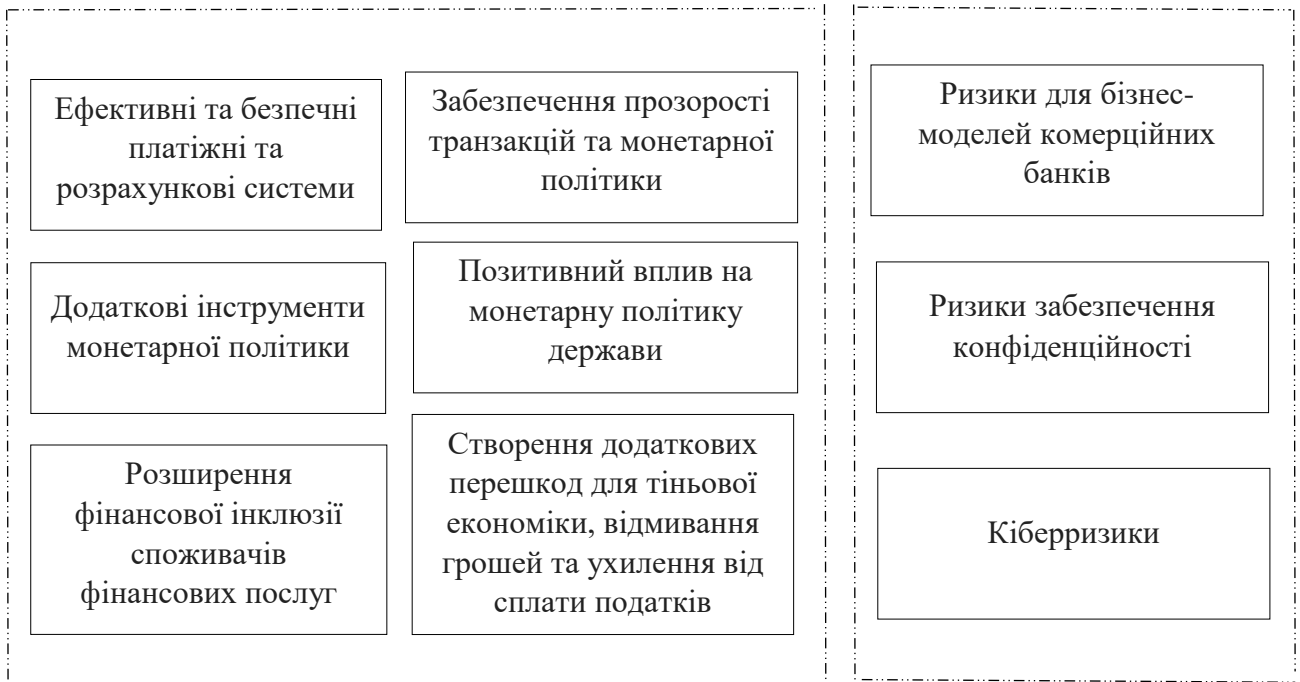 Ефективні та безпечні
платіжні та
розрахункові системи
Забезпечення прозорості
транзакцій та монетарної
політики
Ризики для бізнес-
моделей комерційних
банків
Додаткові інструменти
монетарної політики
Позитивний вплив на
монетарну політику
держави
Ризики забезпечення
конфіденційності
Розширення
фінансової інклюзії
споживачів
фінансових послуг
Створення додаткових
перешкод для тіньової
економіки, відмивання
грошей та ухилення від
сплати податків
Кіберризики